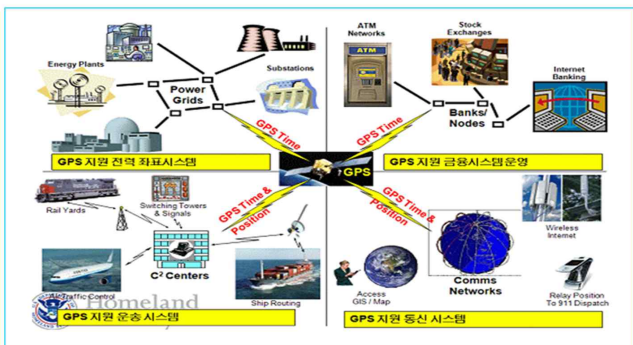 Energy Plants
Power
Grids
Substations
GPS Time
GPS 지원 전력 좌표시스템
ATM
Networks
ATM
Stock
Exchanges
Internet
Banking
Banks/
Nodes
GPS Time
GPS 지원 금융시스템 운영
GPS
Rail Yards
Switching Towers
& Signals
GPS Time &
Position
C² Centers
Air Traffic Control
Ship Routing
Homeland
GPS 지원 운송 시스템
GPS Time &
Position
Wireless
Internet
Access
GIS / Map
Comms
Networks
Relay Position
To 911 Dispatch
GPS 지원 통신 시스템